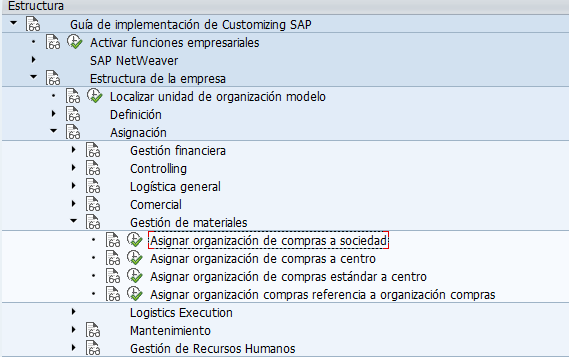 Estructura
Guía de implementación de Customizing SAP
Activar funciones empresariales
SAP NetWeaver
Estructura de la empresa
Localizar unidad de organización modelo
Definición
Asignación
Gestión financiera
Controlling
Logística general
Comercial
Gestión de materiales
Asignar organización de compras a sociedad
Asignar organización de compras a centro
Asignar organización de compras estándar a centro
Asignar organización compras referencia a organización compras
Logistics Execution
Mantenimiento
Gestión de Recursos Humanos